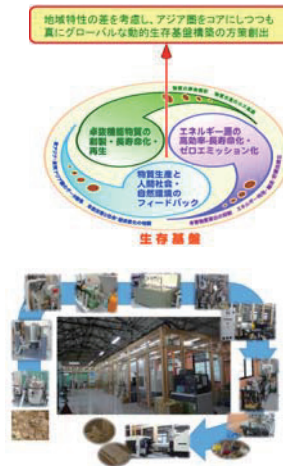 地域特性の差を考慮し、アジア圏をコアにしつつも
真にグローバルな動的生存基盤構築の方策創出
卓抜機能物質の
創製・長寿命化・
再生
エネルギー源の
高効率・長寿命化・
ゼロエミッション化
物質生産と
人間社会・
自然環境の
フィードバック
生存基盤